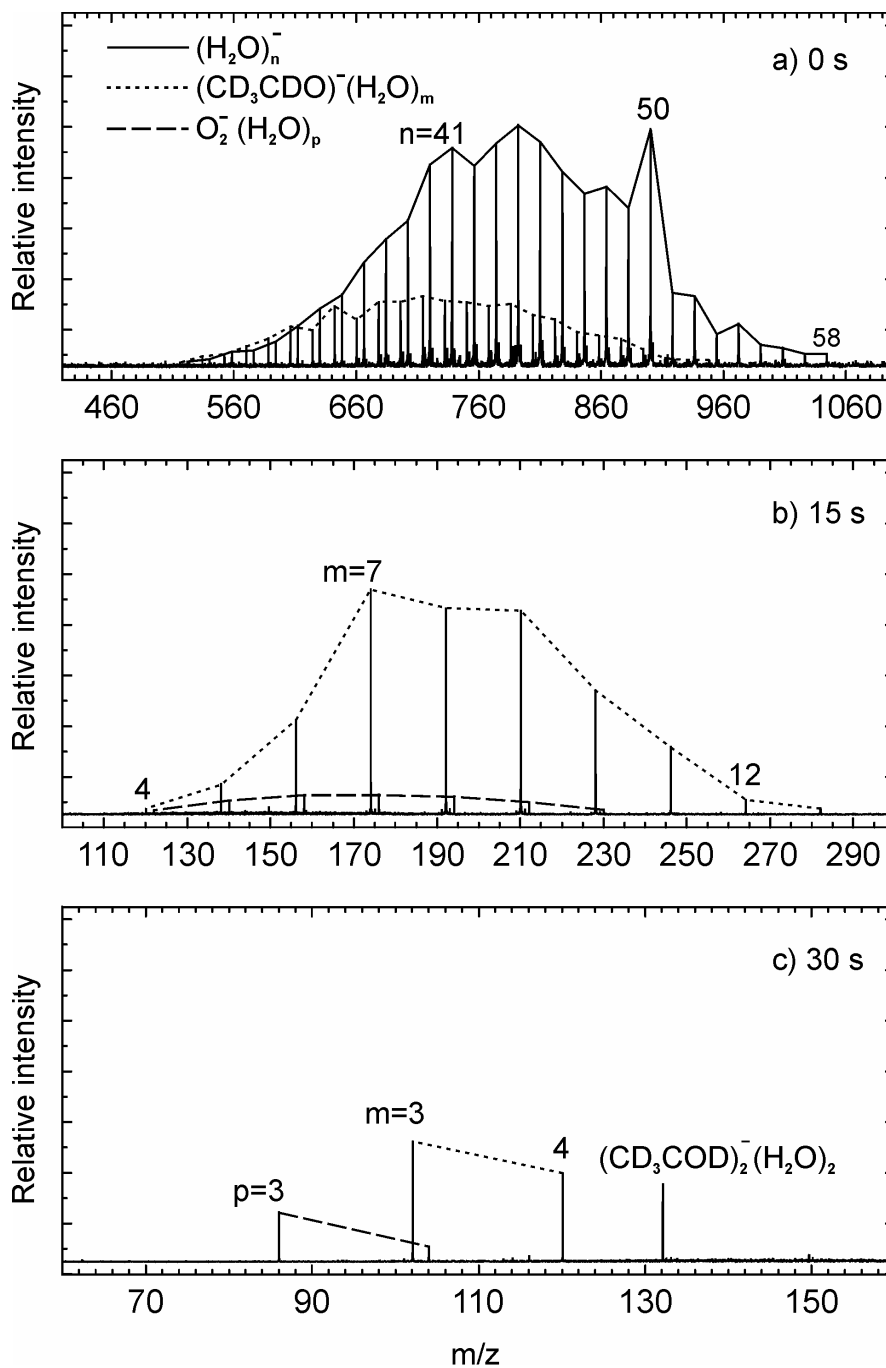 (H₂O)ₙ⁻
a) 0 s
(CD₃CDO)⁻(H₂O)ₘ
O₂⁻ (H₂O)ₚ
n=41
50
58
Relative intensity
460 560 660 760 860 960 1060
b) 15 s
m=7
4
12
Relative intensity
110 130 150 170 190 210 230 250 270 290
c) 30 s
m=3
4
(CD₃COD)₂⁻(H₂O)₂
p=3
Relative intensity
70 90 110 130 150
m/z